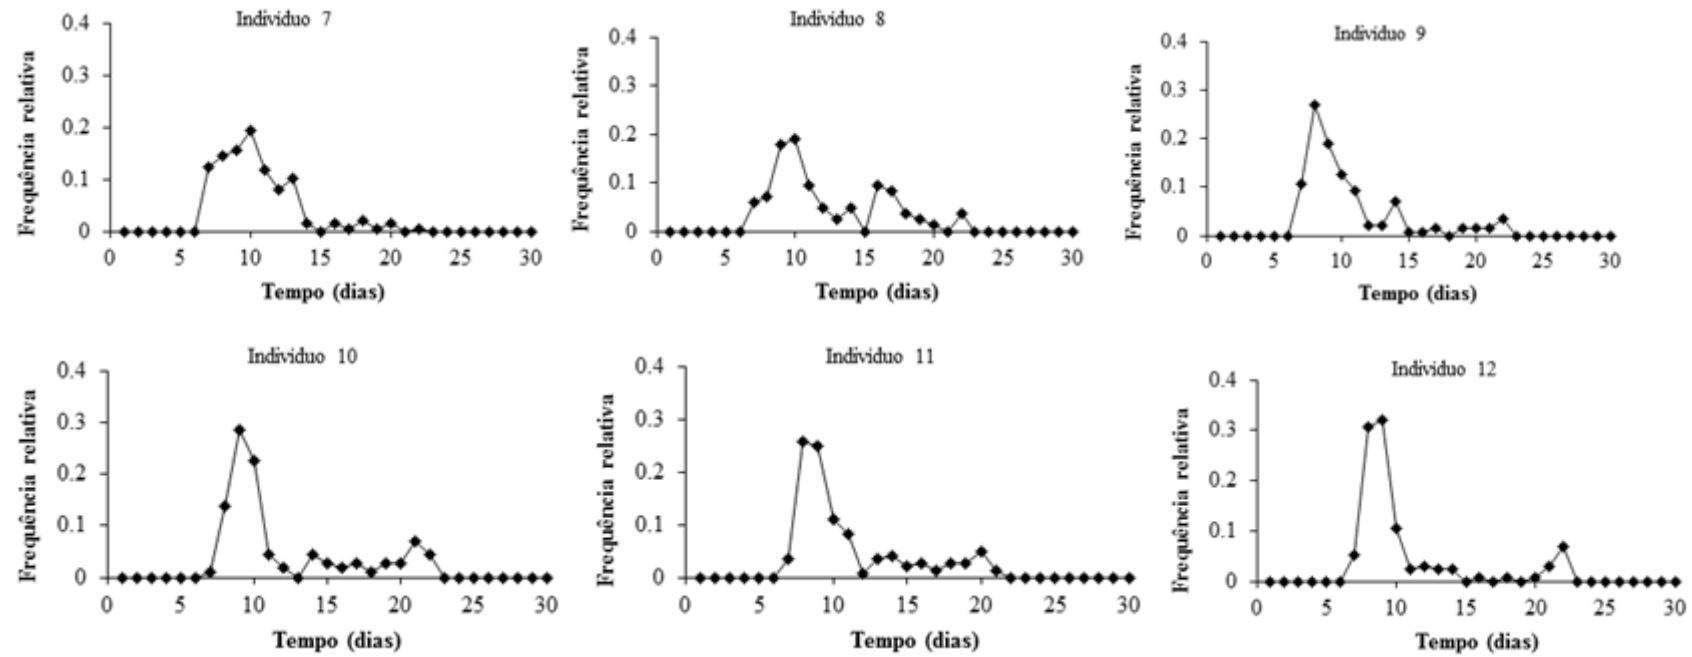 Individuo 7
Frequência relativa
0.4
0.3
0.2
0.1
0
0 5 10 15 20 25 30
Tempo (dias)
Individuo 8
Frequência relativa
0.4
0.3
0.2
0.1
0
0 5 10 15 20 25 30
Tempo (dias)
Individuo 9
Frequência relativa
0.4
0.3
0.2
0.1
0
0 5 10 15 20 25 30
Tempo (dias)
Individuo 10
Frequência relativa
0.4
0.3
0.2
0.1
0
0 5 10 15 20 25 30
Tempo (dias)
Individuo 11
Frequência relativa
0.4
0.3
0.2
0.1
0
0 5 10 15 20 25 30
Tempo (dias)
Individuo 12
Frequência relativa
0.4
0.3
0.2
0.1
0
0 5 10 15 20 25 30
Tempo (dias)